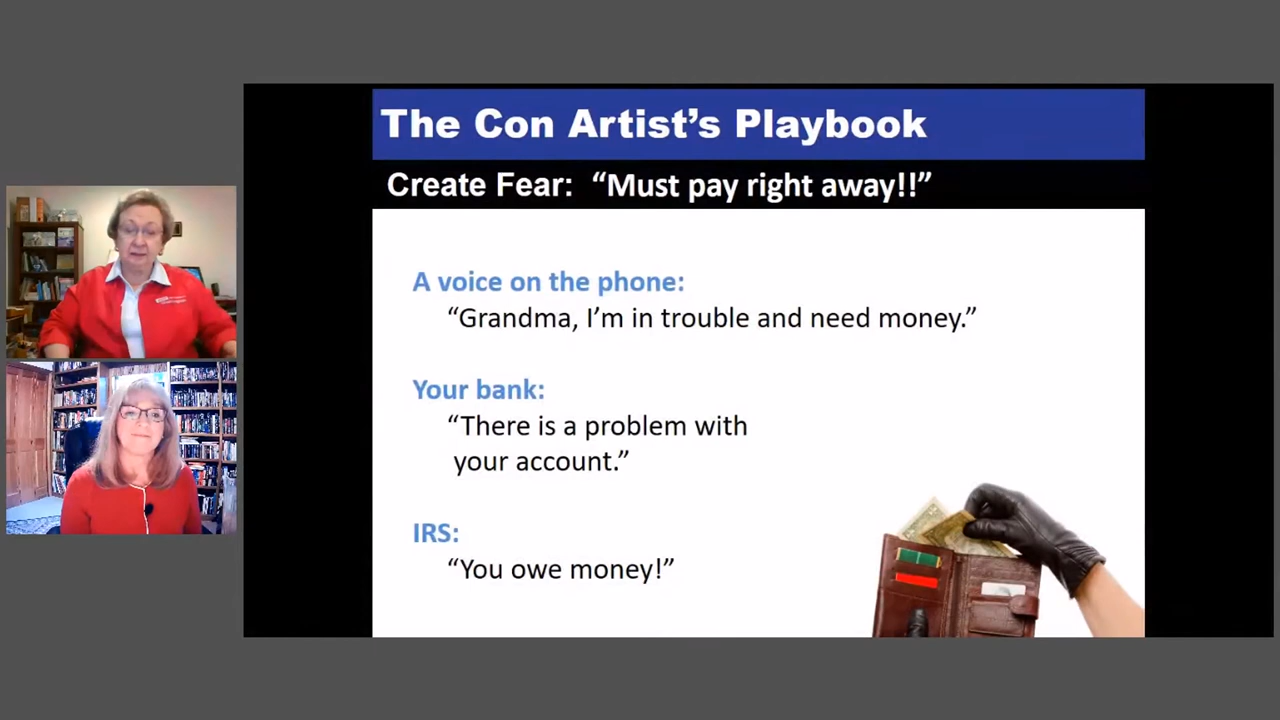 The Con Artist’s Playbook
Create Fear: “Must pay right away!!”
A voice on the phone:
“Grandma, I’m in trouble and need money.”
Your bank:
“There is a problem with
your account.”
IRS:
“You owe money!”